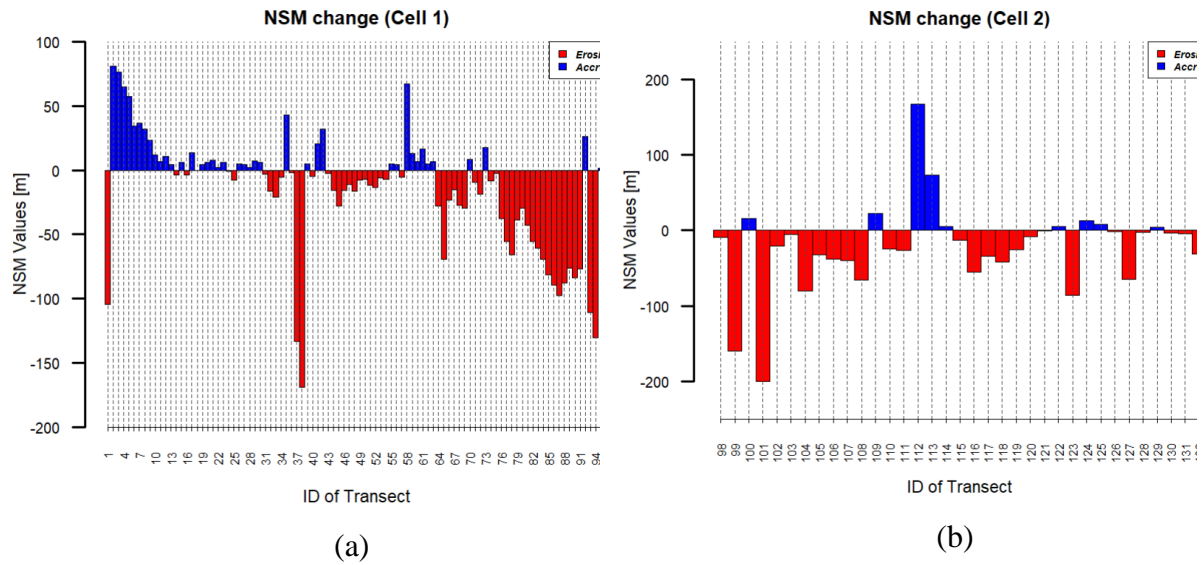 NSM change (Cell 1)
Erosi
Accr
NSM Values [m]
100
50
0
-50
-100
-150
-200
1 4 7 10 13 16 19 22 25 28 31 34 37 40 43 46 49 52 55 58 61 64 67 70 73 76 79 82 85 88 91 94
ID of Transect
(a)
NSM change (Cell 2)
Erosi
Accr
NSM Values [m]
200
100
0
-100
-200
98 99 100 101 102 103 104 105 106 107 108 109 110 111 112 113 114 115 116 117 118 119 120 121 122 123 124 125 126 127 128 129 130 131
ID of Transect
(b)